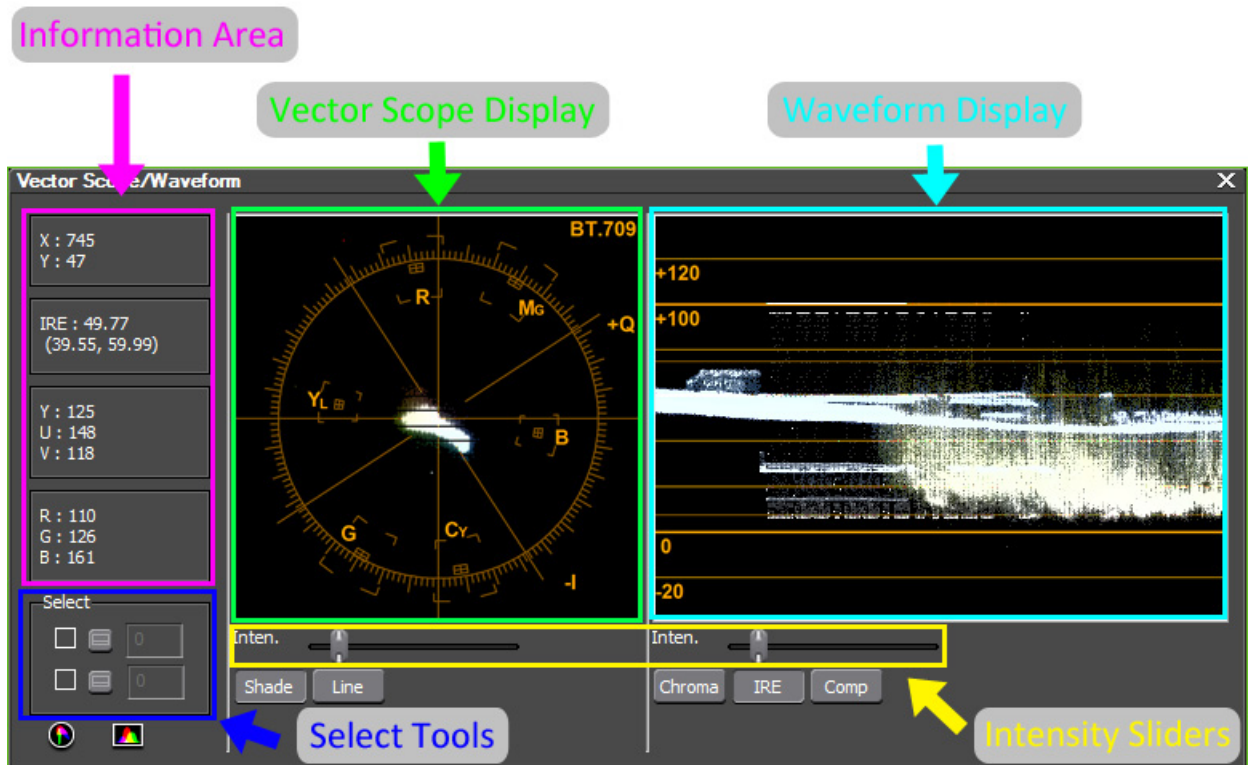 Information Area
Vector Scope Display
Waveform Display
Vector Scope/Waveform
X : 745
Y : 47
IRE : 49.77
(39.55, 59.99)
Y : 125
U : 148
V : 118
R : 110
G : 126
B : 161
Select
0
0
BT.709
R
MG
+Q
YL
B
G
CY
-I
+120
+100
0
-20
Inten.
Inten.
Shade
Line
Chroma
IRE
Comp
Select Tools
Intensity Sliders